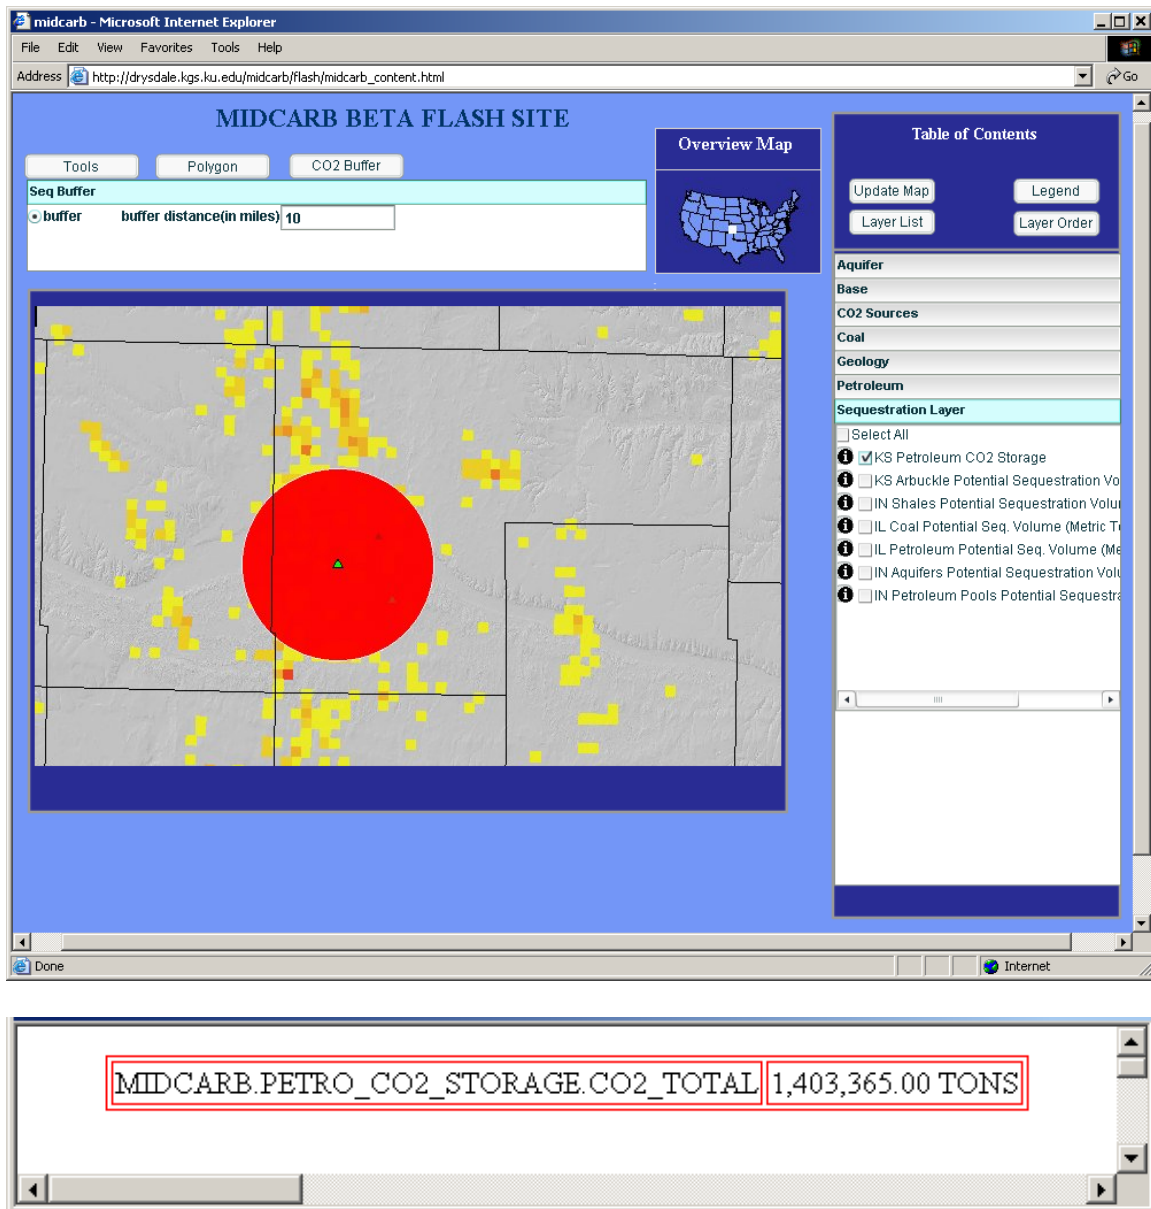 midcarb - Microsoft Internet Explorer
File Edit View Favorites Tools Help
Address http://drysdale.kgs.ku.edu/midcarb/flash/midcarb_content.html Go
MIDCARB BETA FLASH SITE
Tools Polygon CO2 Buffer
Seq Buffer
buffer buffer distance(in miles) 10
Overview Map
Table of Contents
Update Map Legend
Layer List Layer Order
Aquifer
Base
CO2 Sources
Coal
Geology
Petroleum
Sequestration Layer
Select All
KS Petroleum CO2 Storage
KS Arbuckle Potential Sequestration Vo
IN Shales Potential Sequestration Volu
IL Coal Potential Seq. Volume (Metric T
IL Petroleum Potential Seq. Volume (Me
IN Aquifers Potential Sequestration Volu
IN Petroleum Pools Potential Sequestra
Done Internet
MIDCARB.PETRO_CO2_STORAGE.CO2_TOTAL 1,403,365.00 TONS